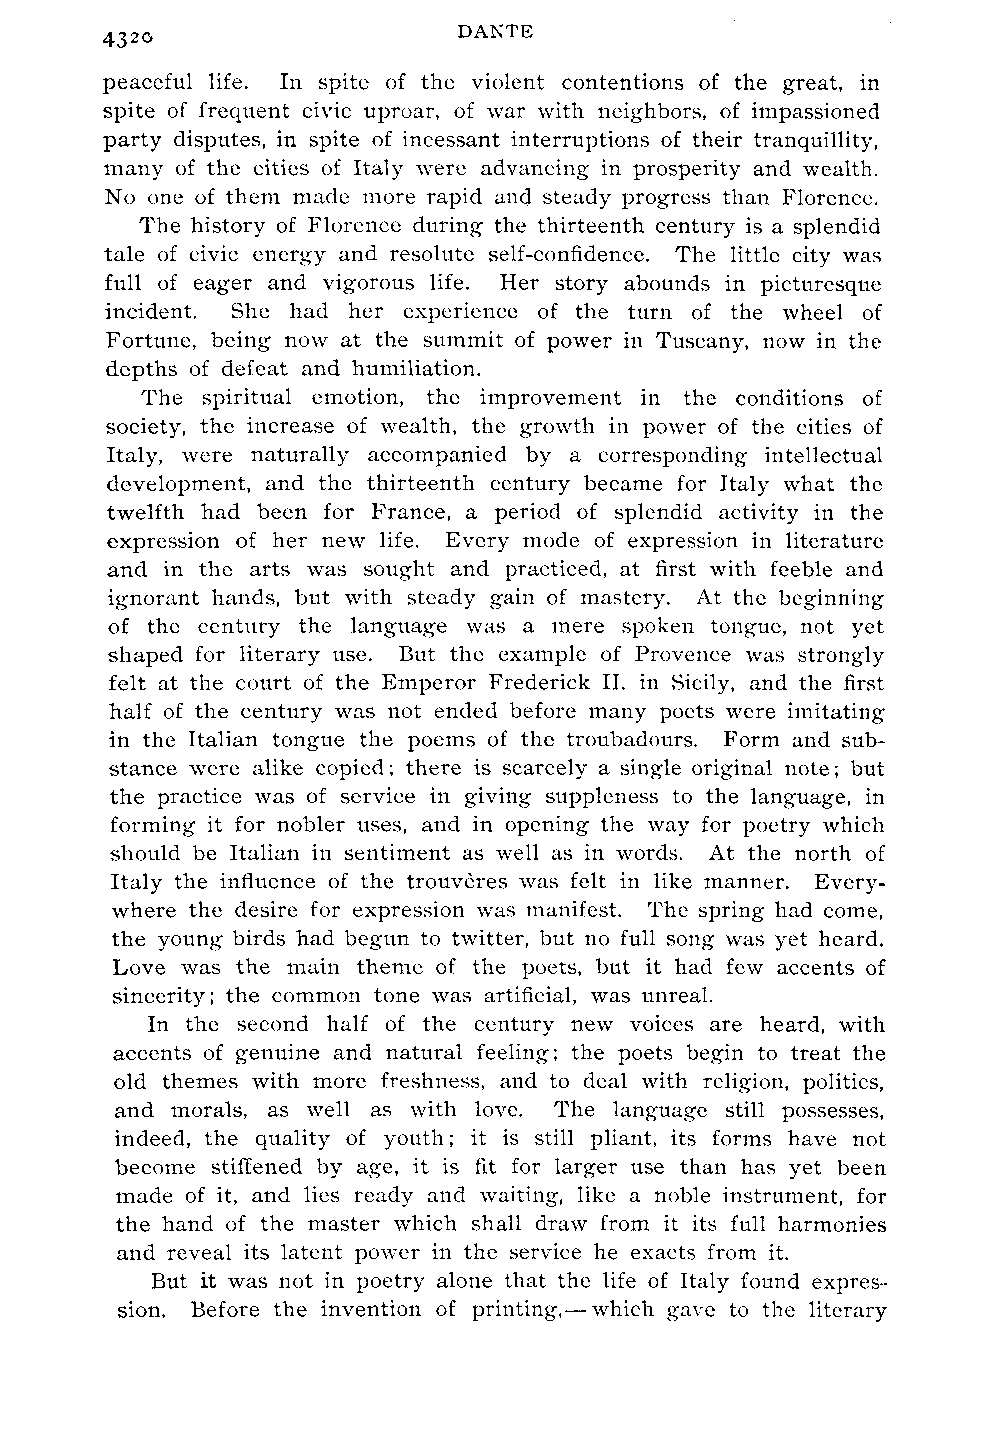 4320
DANTE
peaceful life. In spite of the violent contentions of the great, in
spite of frequent civic uproar, of war with neighbors, of impassioned
party disputes, in spite of incessant interruptions of their tranquillity,
many of the cities of Italy were advancing in prosperity and wealth.
No one of them made more rapid and steady progress than Florence.
The history of Florence during the thirteenth century is a splendid
tale of civic energy and resolute self-confidence. The little city was
full of eager and vigorous life. Her story abounds in picturesque
incident. She had her experience of the turn of the wheel of
Fortune, being now at the summit of power in Tuscany, now in the
depths of defeat and humiliation.
The spiritual emotion, the improvement in the conditions of
society, the increase of wealth, the growth in power of the cities of
Italy, were naturally accompanied by a corresponding intellectual
development, and the thirteenth century became for Italy what the
twelfth had been for France, a period of splendid activity in the
expression of her new life. Every mode of expression in literature
and in the arts was sought and practiced, at first with feeble and
ignorant hands, but with steady gain of mastery. At the beginning
of the century the language was a mere spoken tongue, not yet
shaped for literary use. But the example of Provence was strongly
felt at the court of the Emperor Frederick II. in Sicily, and the first
half of the century was not ended before many poets were imitating
in the Italian tongue the poems of the troubadours. Form and sub-
stance were alike copied; there is scarcely a single original note; but
the practice was of service in giving suppleness to the language, in
forming it for nobler uses, and in opening the way for poetry which
should be Italian in sentiment as well as in words. At the north of
Italy the influence of the trouvères was felt in like manner. Every-
where the desire for expression was manifest. The spring had come,
the young birds had begun to twitter, but no full song was yet heard.
Love was the main theme of the poets, but it had few accents of
sincerity; the common tone was artificial, was unreal.
In the second half of the century new voices are heard, with
accents of genuine and natural feeling; the poets begin to treat the
old themes with more freshness, and to deal with religion, politics,
and morals, as well as with love. The language still possesses,
indeed, the quality of youth; it is still pliant, its forms have not
become stiffened by age, it is fit for larger use than has yet been
made of it, and lies ready and waiting, like a noble instrument, for
the hand of the master which shall draw from it its full harmonies
and reveal its latent power in the service he exacts from it.
But it was not in poetry alone that the life of Italy found expres-
sion. Before the invention of printing,—which gave to the literary